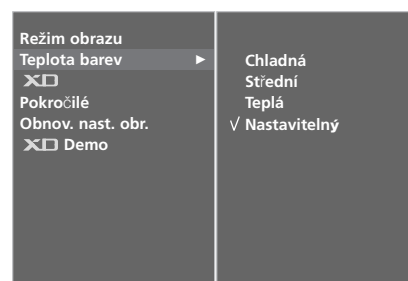 Režim obrazu
Teplota barev ►
XD
Pokročilé
Obnov. nast. obr.
XD Demo
Chladná
Střední
Teplá
√ Nastavitelný